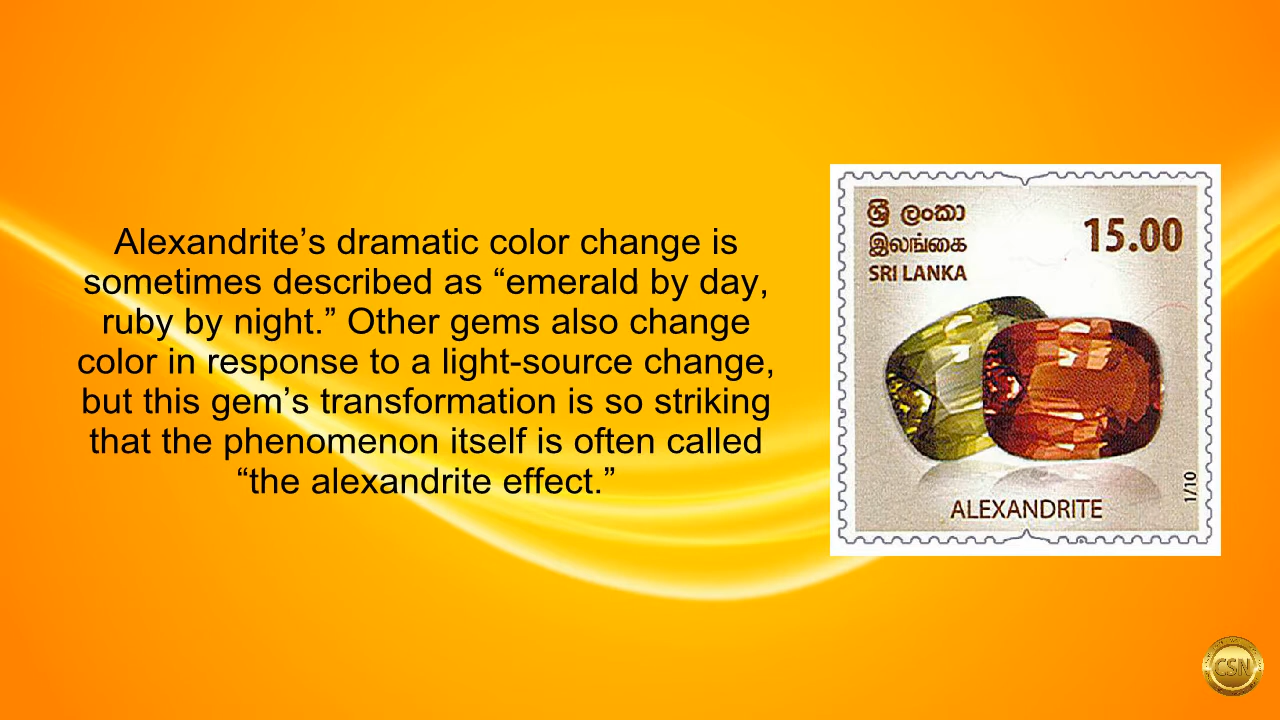 Alexandrite’s dramatic color change is
sometimes described as “emerald by day,
ruby by night.” Other gems also change
color in response to a light-source change,
but this gem’s transformation is so striking
that the phenomenon itself is often called
“the alexandrite effect.”
ශ්‍රී ලංකා
இலங்கை
SRI LANKA
15.00
1/10
ALEXANDRITE
CSN